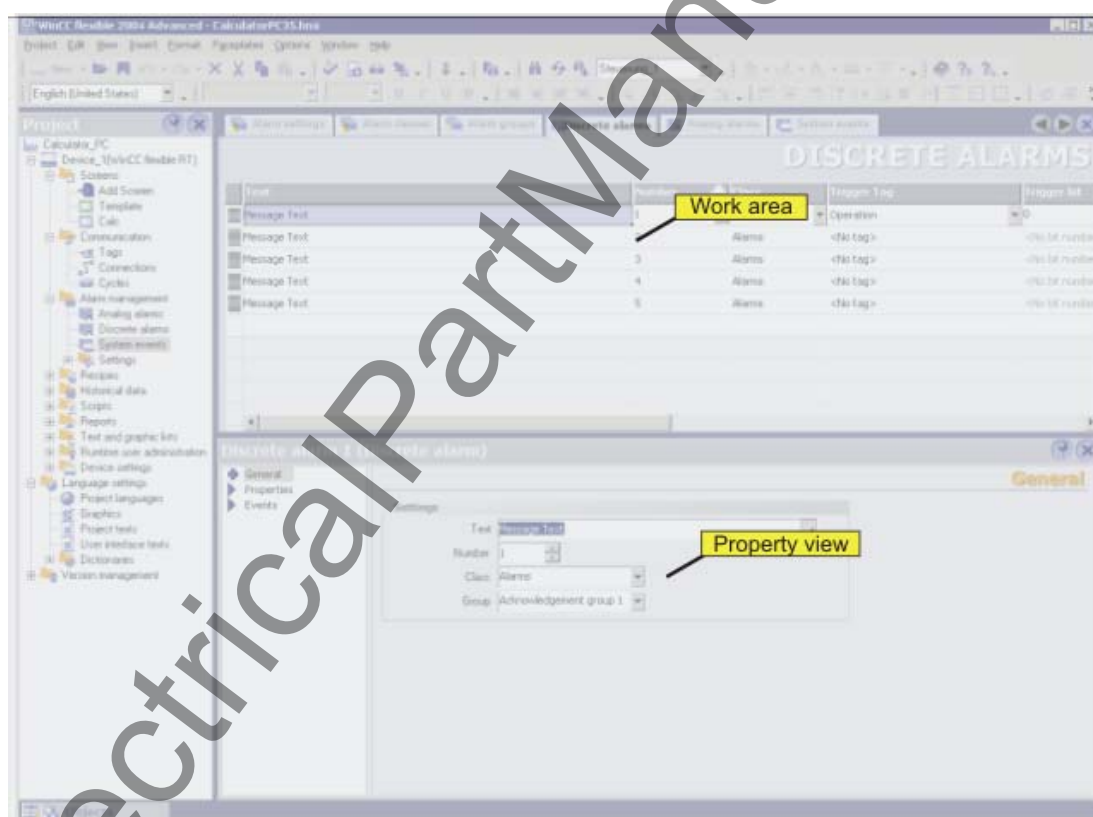 WinCC flexible 2004 Advanced - CalculatorPC35.hmi
Project Edit View Insert Format Faceplates Options Window Help
English (United States)
Project
Alarm settings
Alarm classes
Alarm groups
Discrete alarms
Analog alarms
System events
Calculator_PC
Device_1(WinCC flexible RT)
Screens
Add Screen
Template
Calc
Communication
Tags
Connections
Cycles
Alarm management
Analog alarms
Discrete alarms
System events
Settings
Recipes
Historical data
Scripts
Reports
Text and graphic lists
Runtime user administration
Device settings
Language settings
Project languages
Graphics
Project texts
User interface texts
Dictionaries
Version management
DISCRETE ALARMS
Text Number Class Trigger Tag Trigger bit
Message Text 1 Operation 0
Work area
Message Text Alarms <No tag>
Message Text 3 Alarms <No tag>
Message Text 4 Alarms <No tag>
Message Text 5 Alarms <No tag>
Discrete alarm 1 (Discrete alarm)
General
Properties
Events
General
Settings
Text Message Text
Number 1
Property view
Class Alarms
Group Acknowledgement group 1
ectricalPartManu